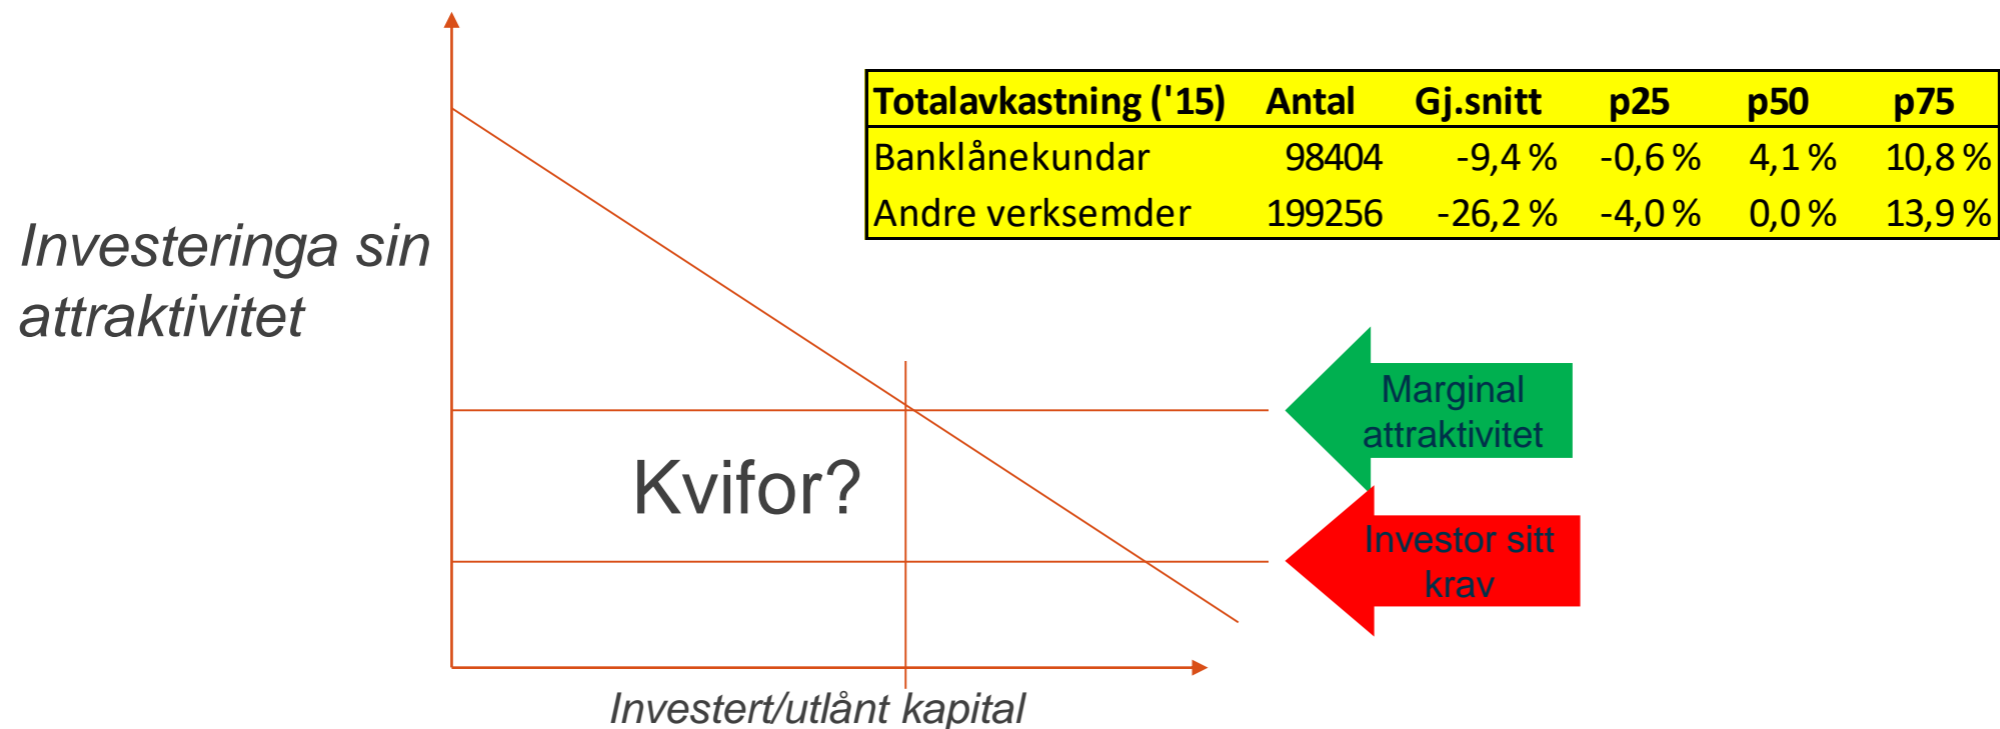 Totalavkastning ('15) Antal Gj.snitt p25 p50 p75
Banklånekundar 98404 -9,4 % -0,6 % 4,1 % 10,8 %
Andre verksemder 199256 -26,2 % -4,0 % 0,0 % 13,9 %
Investeringa sin
attraktivitet
Marginal
attraktivitet
Kvifor?
Investor sitt
krav
Investert/utlånt kapital